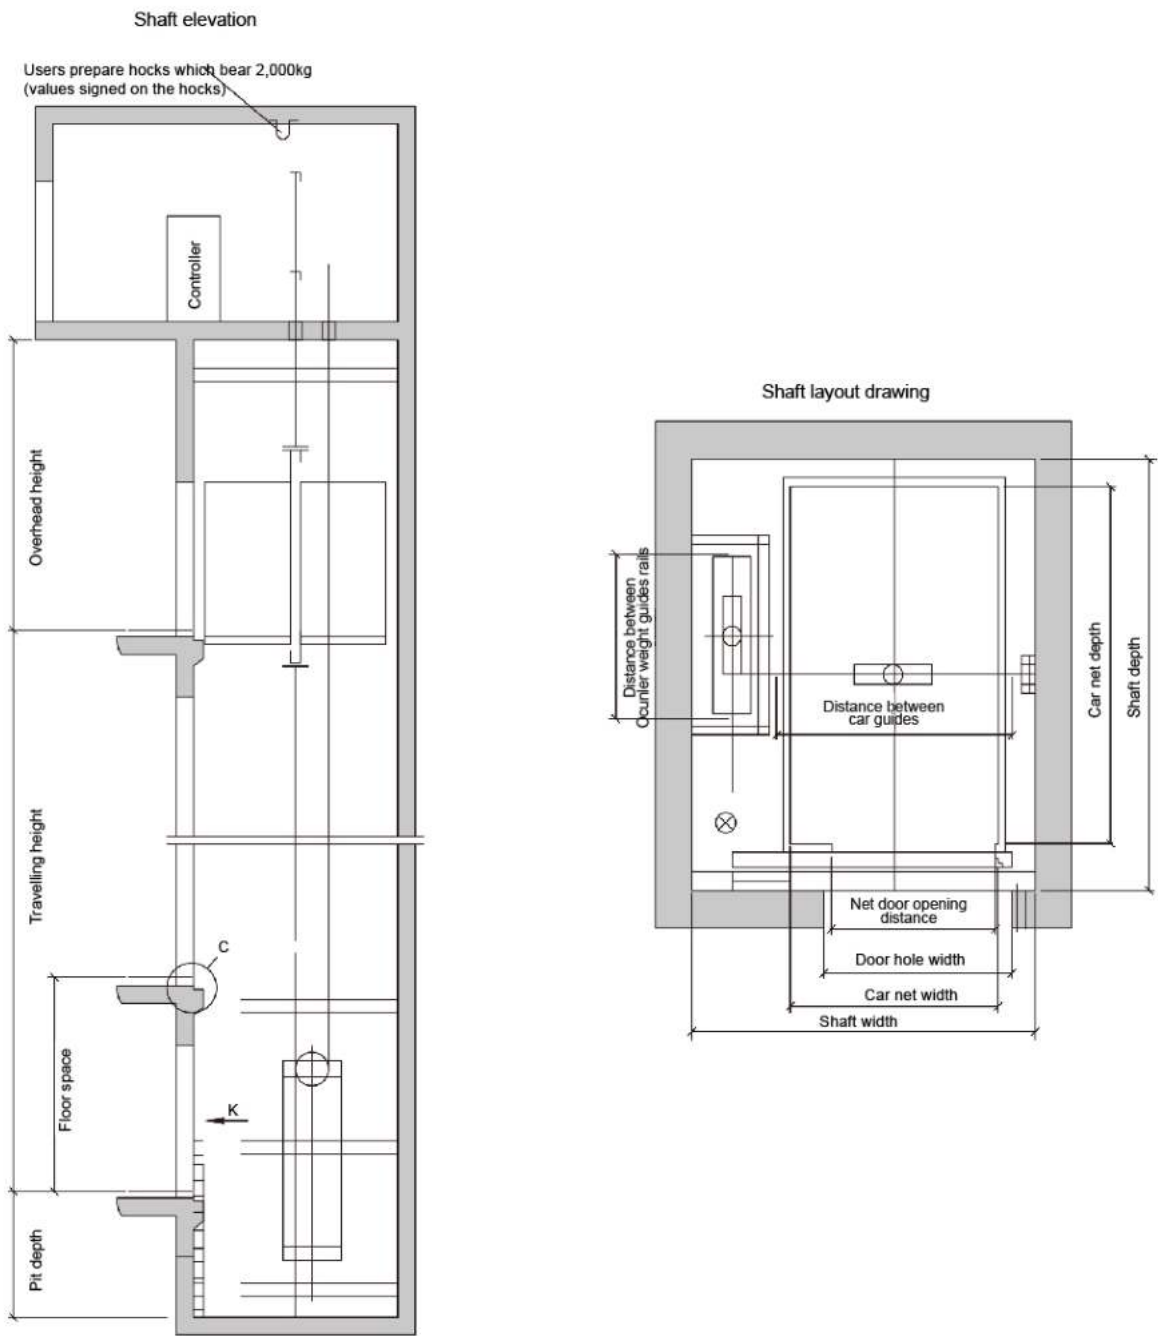 Shaft elevation
Users prepare hocks which bear 2,000kg
(values signed on the hocks)
Controller
Overhead height
Travelling height
C
Floor space
K
Pit depth
Shaft layout drawing
Distance between
Ocunler weight guides rails
Distance between
car guides
Car net depth
Shaft depth
Net door opening
distance
Door hole width
Car net width
Shaft width